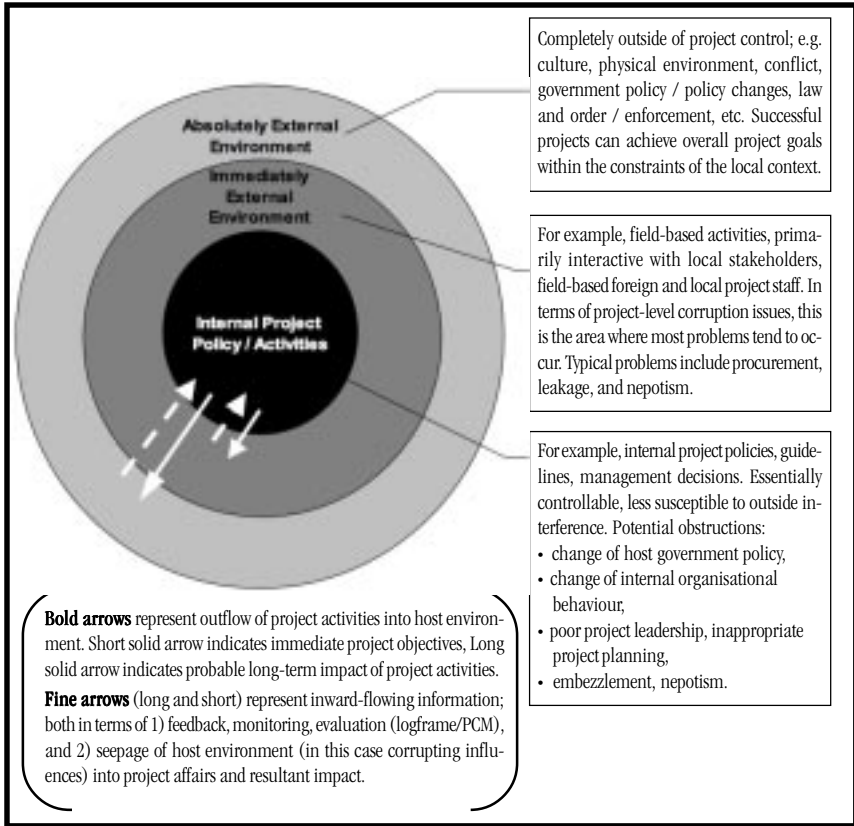 Completely outside of project control; e.g.
culture, physical environment, conflict,
government policy / policy changes, law
and order / enforcement, etc. Successful
projects can achieve overall project goals
within the constraints of the local context.
Absolutely External
Environment
Immediately
External
Environment
Internal Project
Policy / Activities
For example, field-based activities, prima-
rily interactive with local stakeholders,
field-based foreign and local project staff. In
terms of project-level corruption issues, this
is the area where most problems tend to oc-
cur. Typical problems include procurement,
leakage, and nepotism.
For example, internal project policies, guide-
lines, management decisions. Essentially
controllable, less susceptible to outside in-
terference. Potential obstructions:
• change of host government policy,
• change of internal organisational
behaviour,
• poor project leadership, inappropriate
project planning,
• embezzlement, nepotism.
Bold arrows represent outflow of project activities into host environ-
ment. Short solid arrow indicates immediate project objectives, Long
solid arrow indicates probable long-term impact of project activities.
Fine arrows (long and short) represent inward-flowing information;
both in terms of 1) feedback, monitoring, evaluation (logframe/PCM),
and 2) seepage of host environment (in this case corrupting influ-
ences) into project affairs and resultant impact.